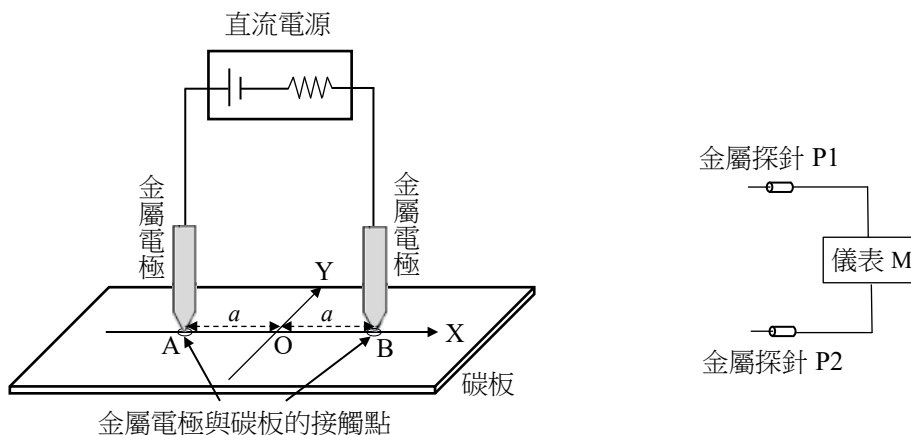 直流電源
金屬電極
金屬電極
Y
a
a
A
O
B
X
碳板
金屬電極與碳板的接觸點
金屬探針 P1
儀表 M
金屬探針 P2